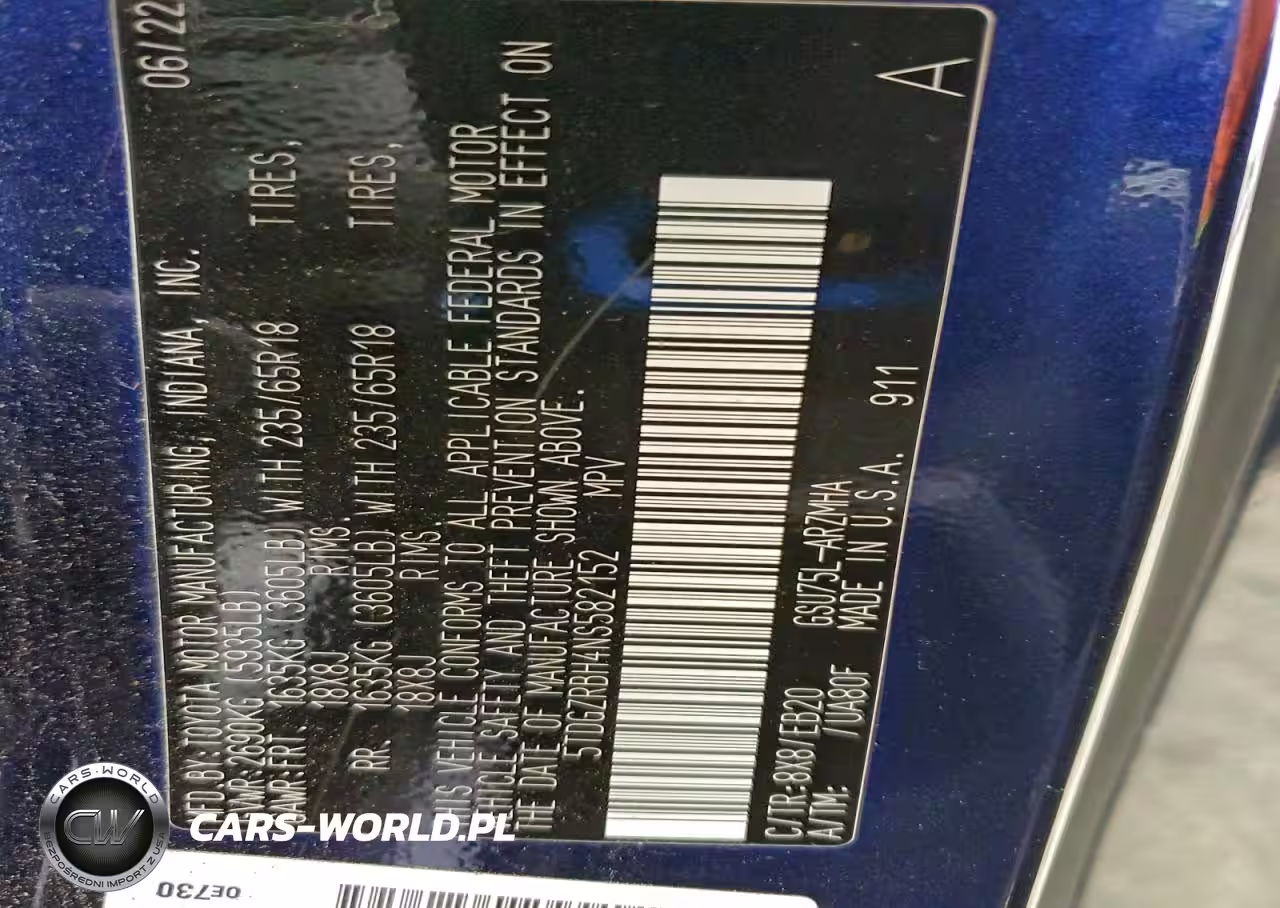 MFD.BY TOYOTA MOTOR MANUFACTURING, INDIANA, INC. 06/22
GVWR:2690KG (5935LB)
GAWR:FRT. 1635KG (3605LB) WITH 235/65R18 TIRES,
18X8J RIMS.
RR. 1635KG (3605LB) WITH 235/65R18 TIRES,
18X8J RIMS
THIS VEHICLE CONFORMS TO ALL APPLICABLE FEDERAL MOTOR
VEHICLE SAFETY AND THEFT PREVENTION STANDARDS IN EFFECT ON
THE DATE OF MANUFACTURE SHOWN ABOVE.
5TDGZRBH4NS582152 MPV
C/TR:8X8/EB20 GSU75L-ARZMHA
A/TM: /UA80F MADE IN U.S.A. 911
A
CARS-WORLD
CW
BEZPOŚREDNI IMPORT Z USA
CARS-WORLD.PL
0E730